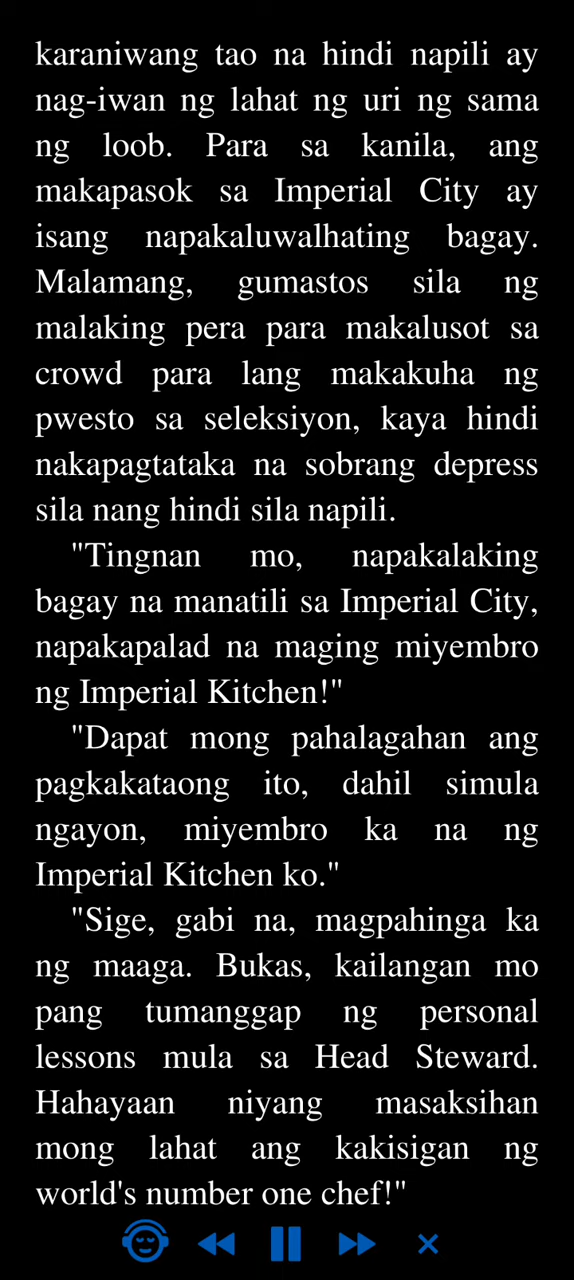 karaniwang tao na hindi napili ay
nag-iwan ng lahat ng uri ng sama
ng loob. Para sa kanila, ang
makapasok sa Imperial City ay
isang napakaluwalhating bagay.
Malamang, gumastos sila ng
malaking pera para makalusot sa
crowd para lang makakuha ng
pwesto sa seleksiyon, kaya hindi
nakapagtataka na sobrang depress
sila nang hindi sila napili.
"Tingnan mo, napakalaking
bagay na manatili sa Imperial City,
napakapalad na maging miyembro
ng Imperial Kitchen!"
"Dapat mong pahalagahan ang
pagkakataong ito, dahil simula
ngayon, miyembro ka na ng
Imperial Kitchen ko."
"Sige, gabi na, magpahinga ka
ng maaga. Bukas, kailangan mo
pang tumanggap ng personal
lessons mula sa Head Steward.
Hahayaan niyang masaksihan
mong lahat ang kakisigan ng
world's number one chef!"